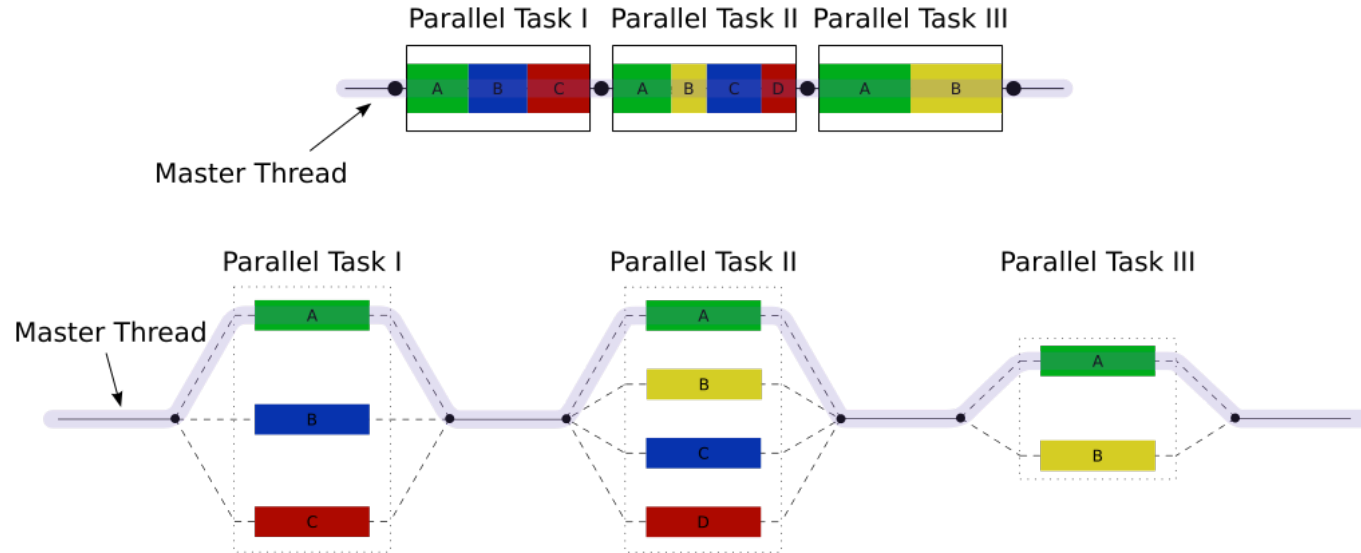 Parallel Task I
Parallel Task II
Parallel Task III
A B C
A B C D
A B
Master Thread
Parallel Task I
Parallel Task II
Parallel Task III
Master Thread
A
B
C
A
B
C
D
A
B